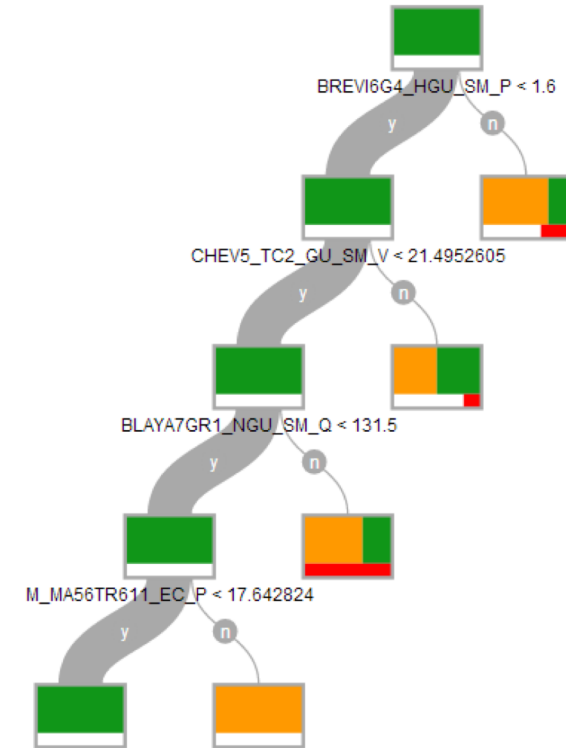 BREVI6G4_HGU_SM_P < 1.6
y
n
CHEV5_TC2_GU_SM_V < 21.4952605
y
n
BLAYA7GR1_NGU_SM_Q < 131.5
y
n
M_MA56TR611_EC_P < 17.642824
y
n